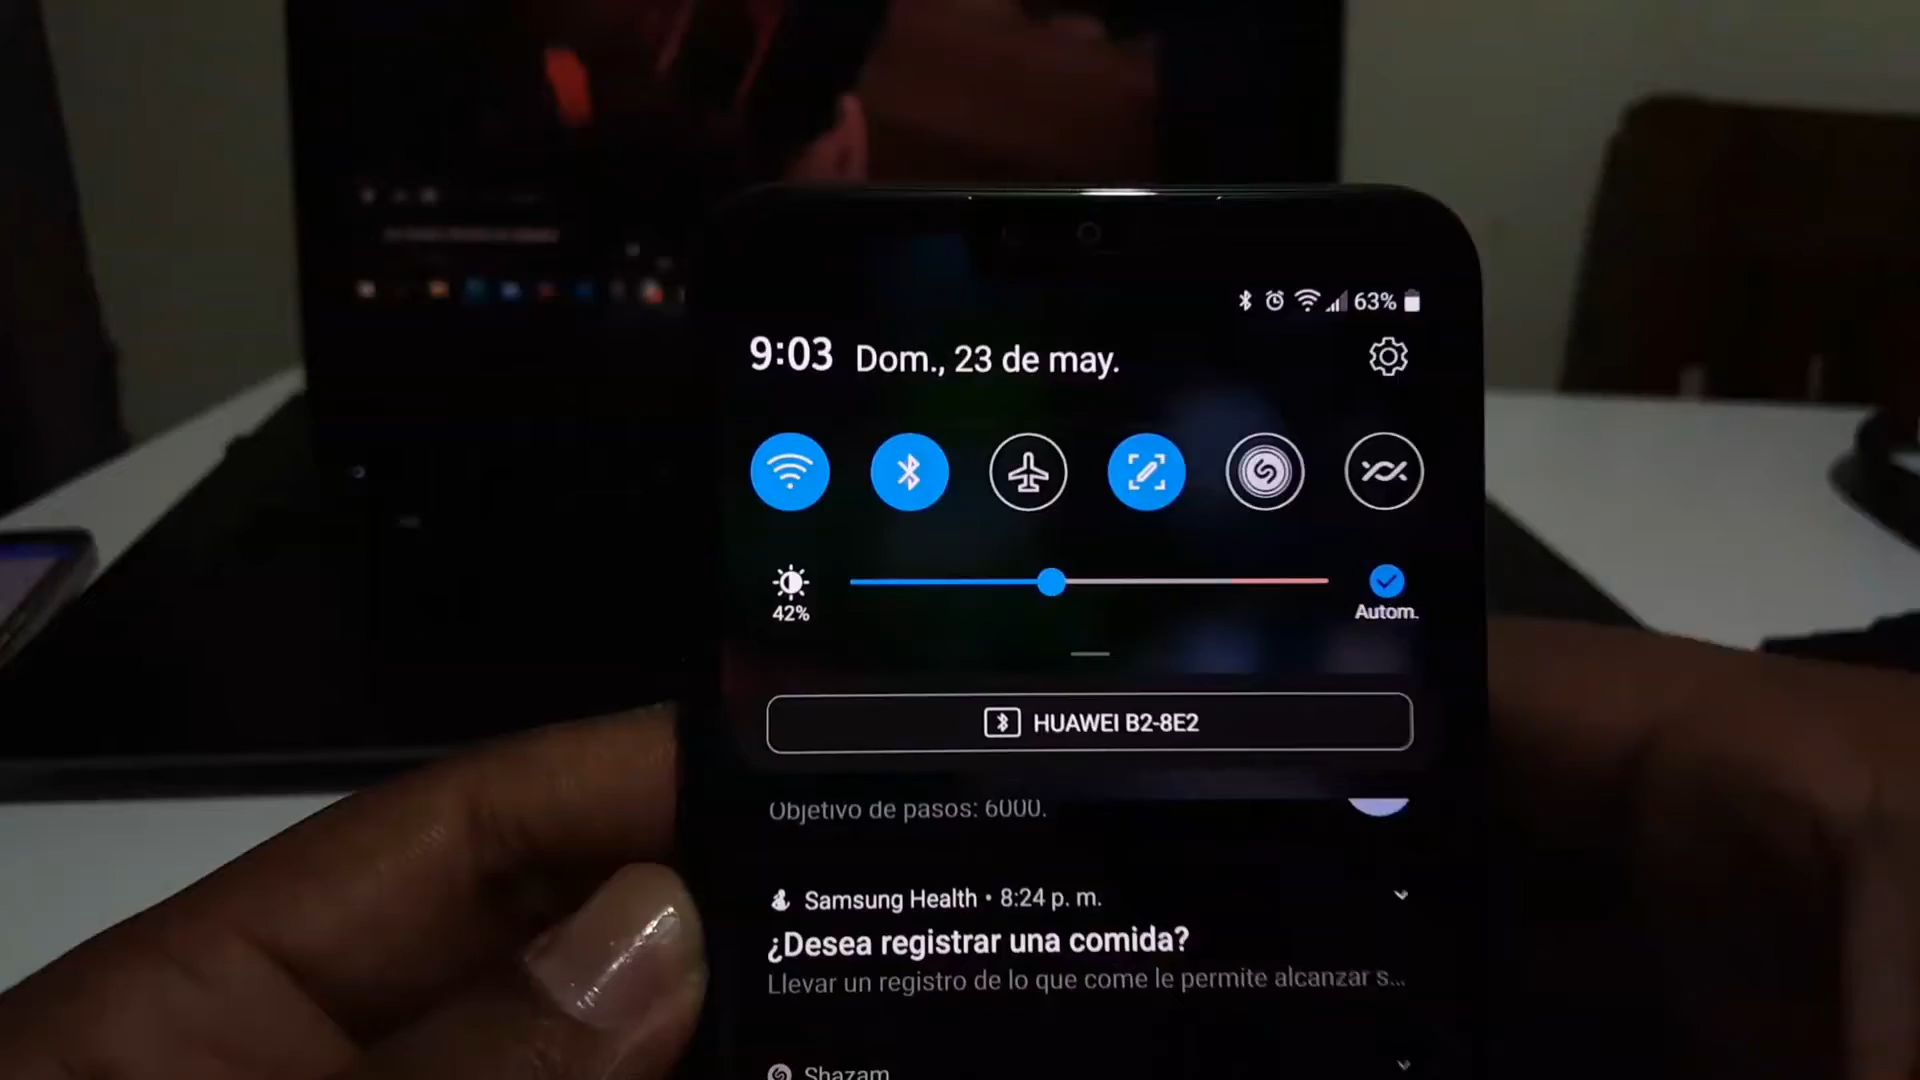 63%
9:03 Dom., 23 de may.
42%
Autom.
HUAWEI B2-8E2
Objetivo de pasos: 6000.
Samsung Health • 8:24 p. m.
¿Desea registrar una comida?
Llevar un registro de lo que come le permite alcanzar s...
Shazam